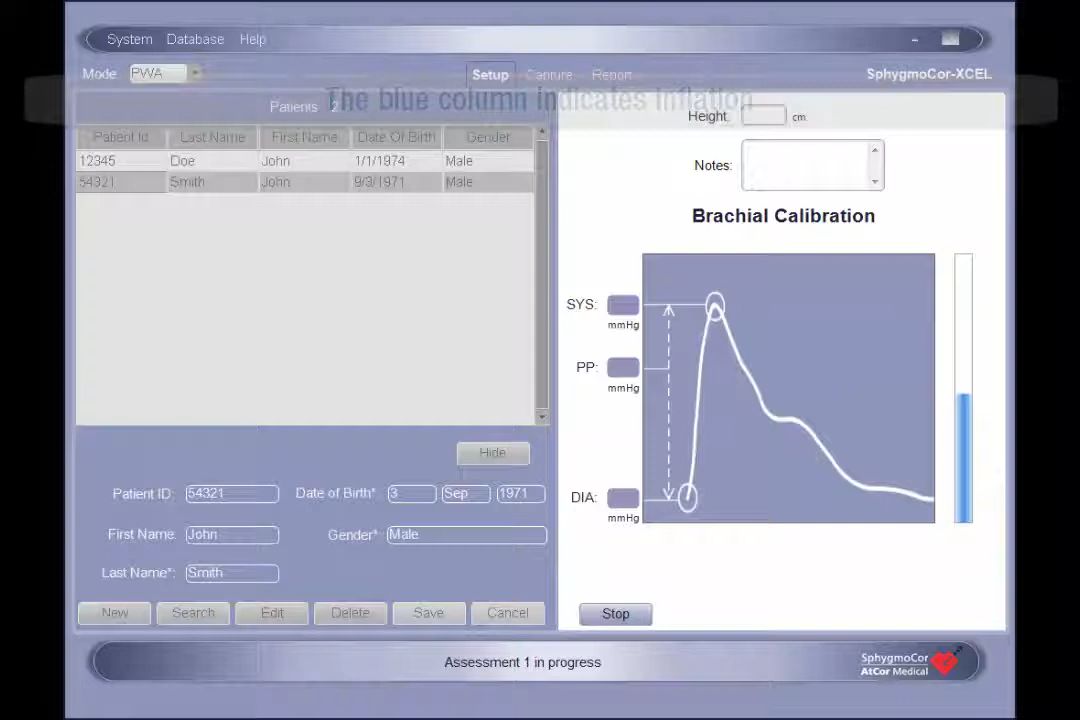 System Database Help
Mode: PWA
Setup Capture Report
SphygmoCor-XCEL
The blue column indicates inflation
Patients 2
Patient Id Last Name First Name Date Of Birth Gender
12345 Doe John 1/1/1974 Male
54321 Smith John 9/3/1971 Male
Hide
Patient ID: 54321 Date of Birth* 3 Sep 1971
First Name: John Gender* Male
Last Name*: Smith
New Search Edit Delete Save Cancel
Height: cm
Notes:
Brachial Calibration
SYS:
mmHg
PP:
mmHg
DIA:
mmHg
Stop
Assessment 1 in progress
SphygmoCor
AtCor Medical